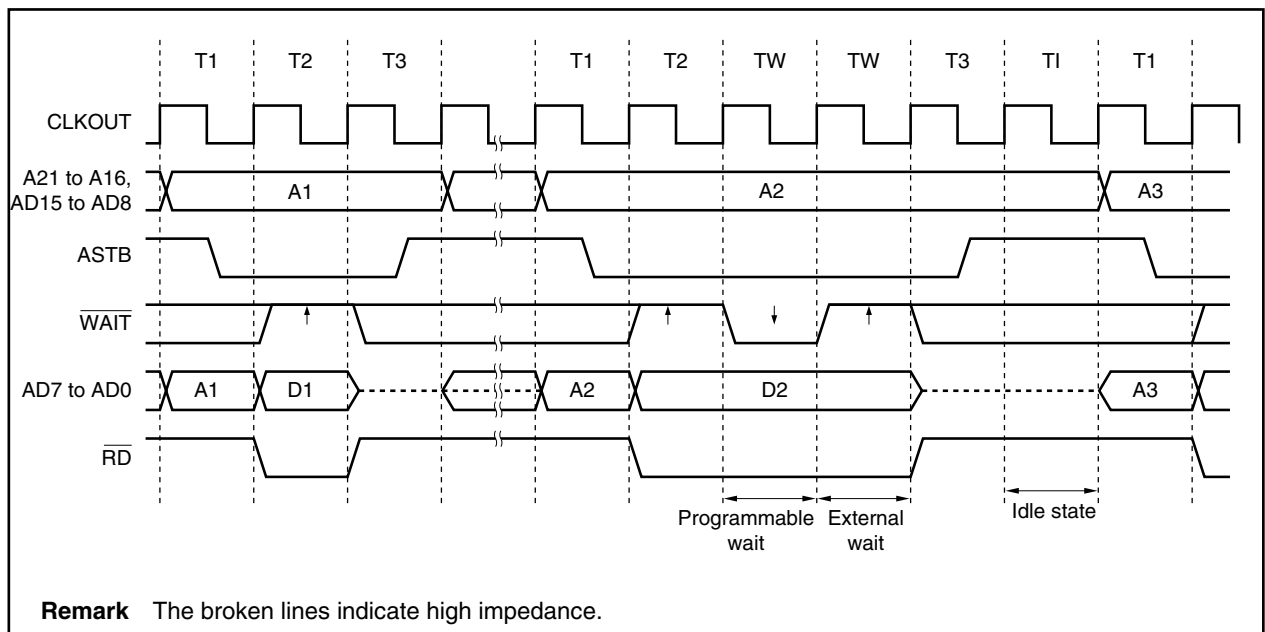 T1 T2 T3 T1 T2 TW TW T3 TI T1
CLKOUT
A21 to A16,
AD15 to AD8
A1 A2 A3
ASTB
WAIT
AD7 to AD0 A1 D1 A2 D2 A3
RD
Programmable
wait
External
wait
Idle state
Remark The broken lines indicate high impedance.